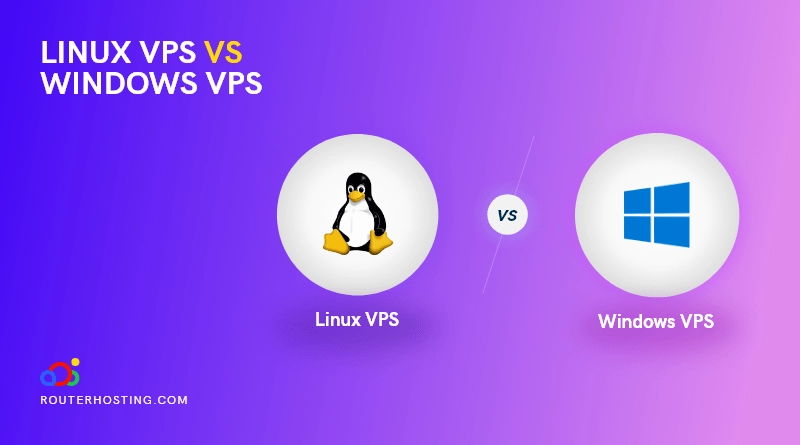 LINUX VPS VS
WINDOWS VPS
VS
Linux VPS
Windows VPS
ROUTERHOSTING.COM